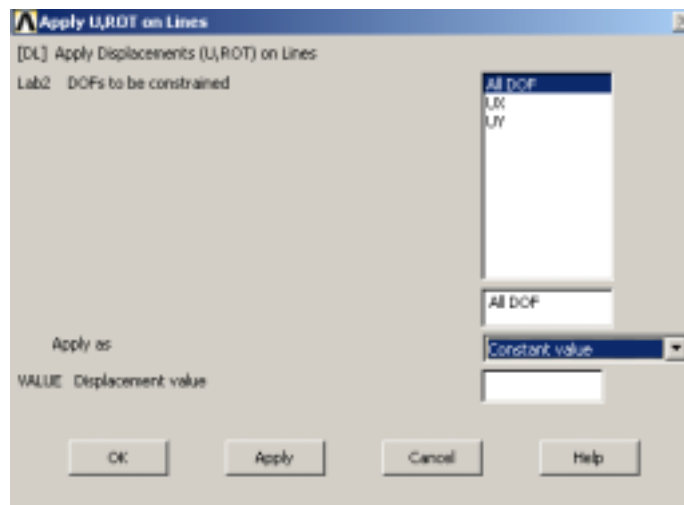 Apply U,ROT on Lines
[DL] Apply Displacements (U,ROT) on Lines
Lab2 DOFs to be constrained
All DOF
UX
UY
All DOF
Apply as
Constant value
VALUE Displacement value
OK
Apply
Cancel
Help